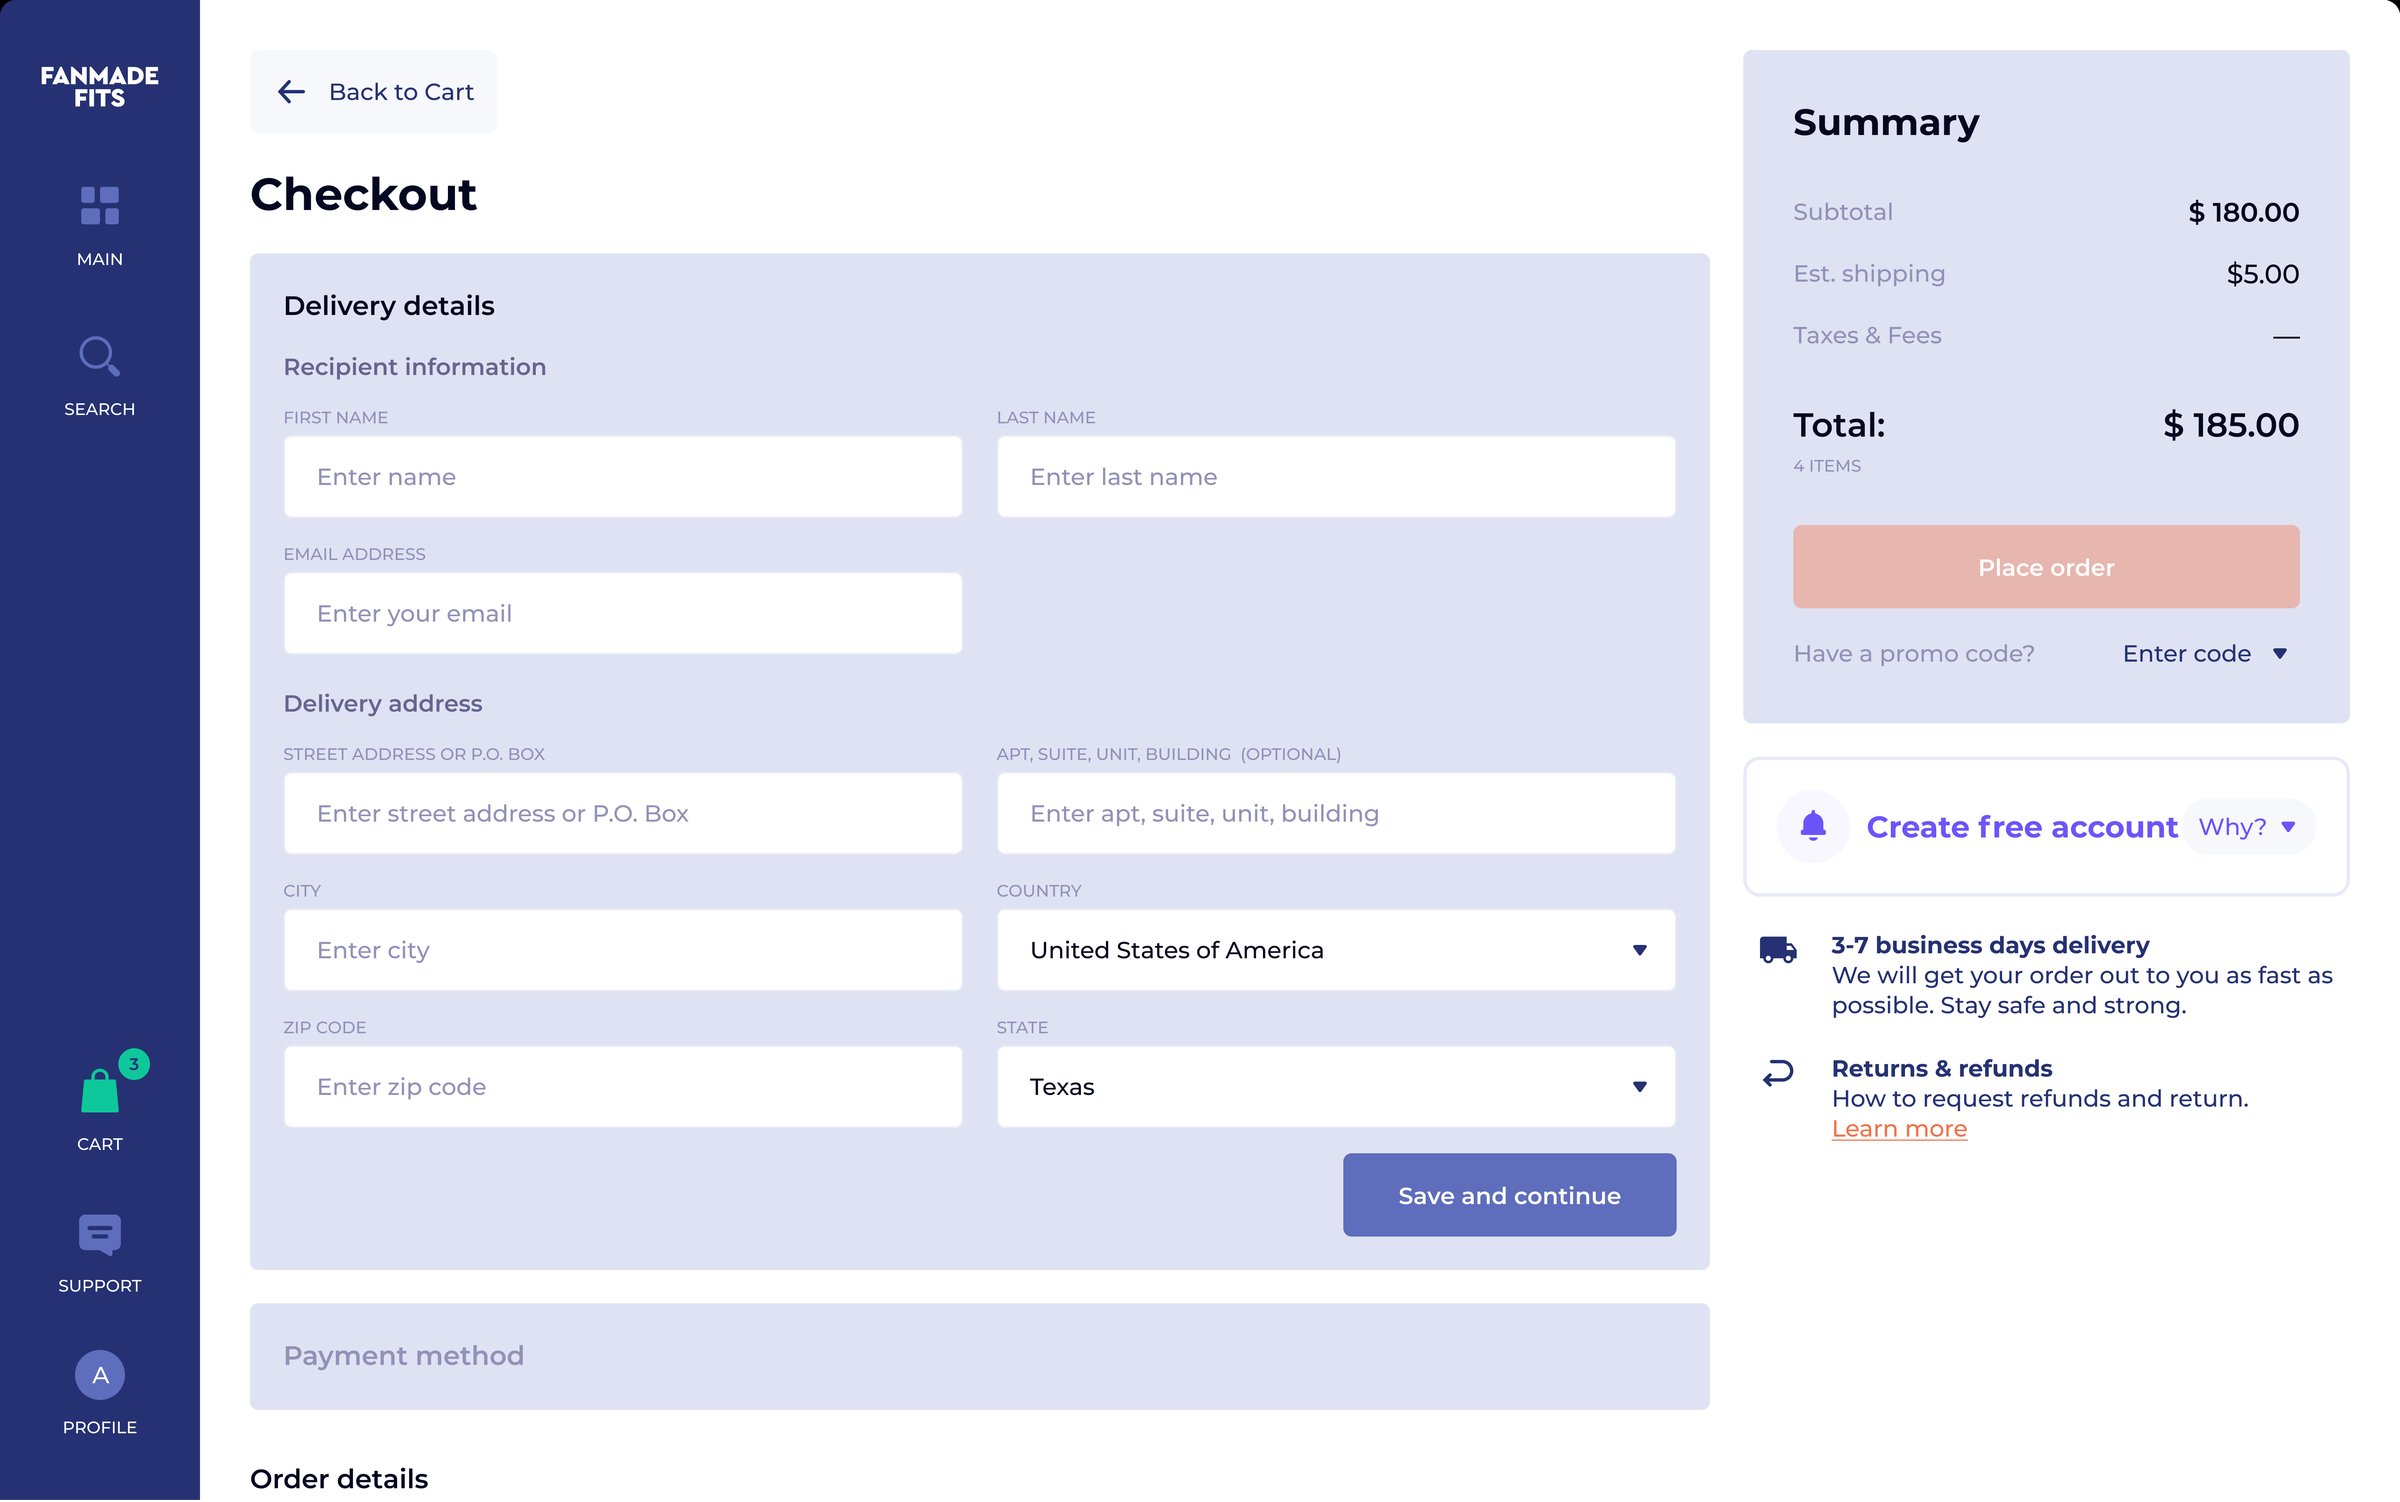 FANMADE
FITS
MAIN
SEARCH
3
CART
SUPPORT
A
PROFILE
Back to Cart
Checkout
Delivery details
Recipient information
FIRST NAME
LAST NAME
Enter name
Enter last name
EMAIL ADDRESS
Enter your email
Delivery address
STREET ADDRESS OR P.O. BOX
APT, SUITE, UNIT, BUILDING (OPTIONAL)
Enter street address or P.O. Box
Enter apt, suite, unit, building
CITY
COUNTRY
Enter city
United States of America
ZIP CODE
STATE
Enter zip code
Texas
Save and continue
Payment method
Order details
Summary
Subtotal $ 180.00
Est. shipping $5.00
Taxes & Fees —
Total: $ 185.00
4 ITEMS
Place order
Have a promo code? Enter code
Create free account Why?
3-7 business days delivery
We will get your order out to you as fast as
possible. Stay safe and strong.
Returns & refunds
How to request refunds and return.
Learn more